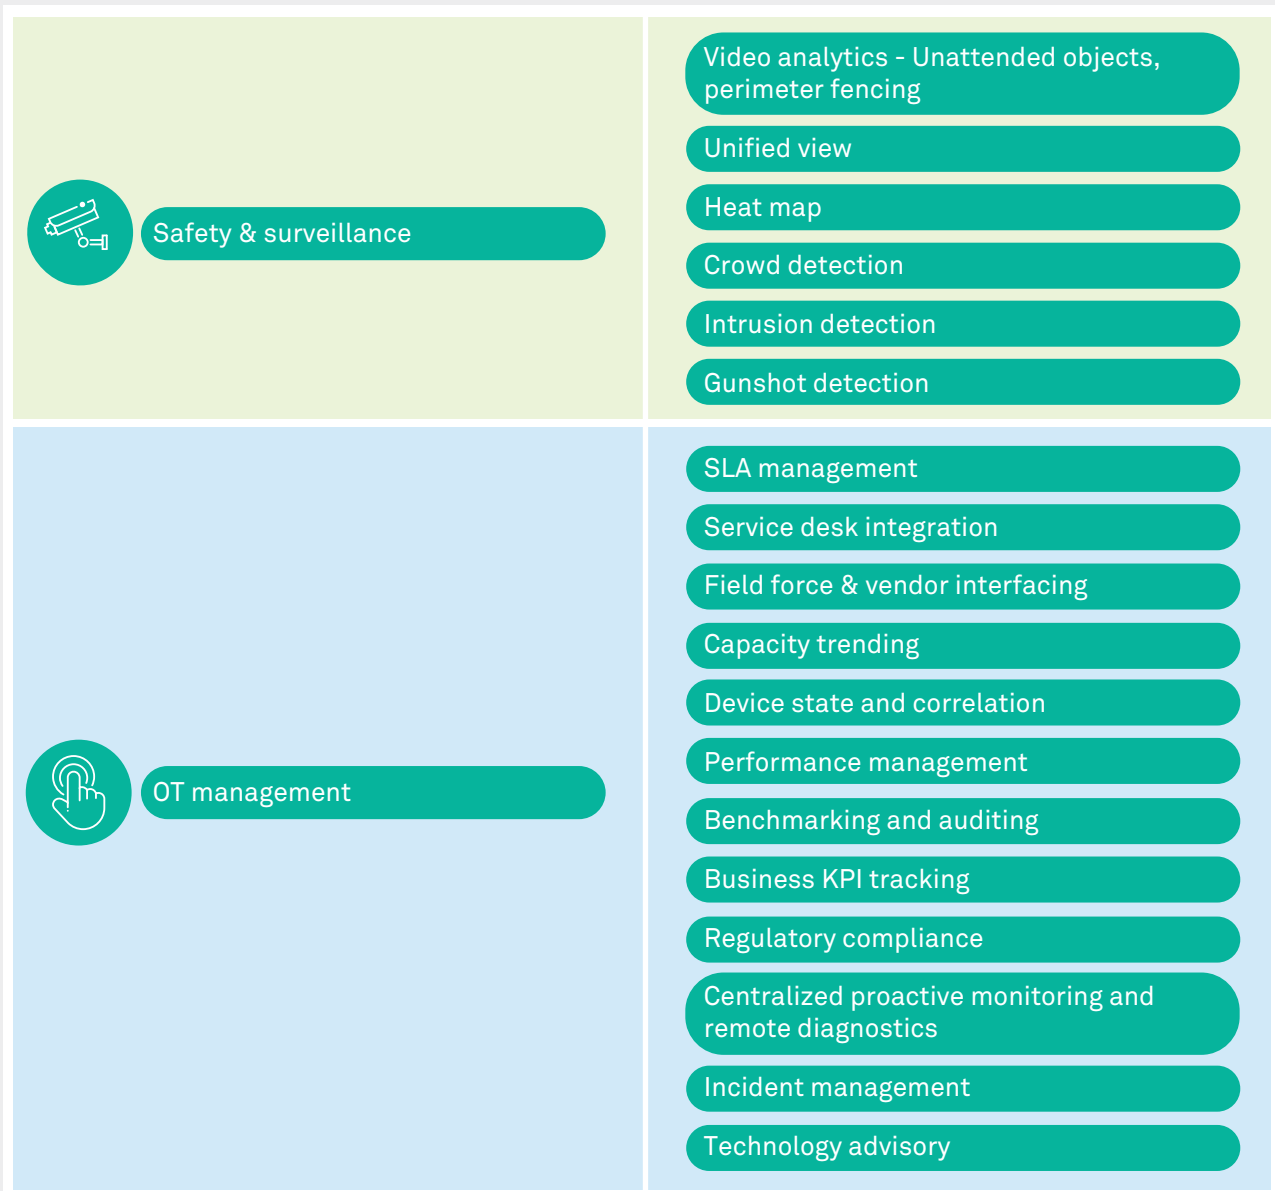 Safety & surveillance
Video analytics - Unattended objects,
perimeter fencing
Unified view
Heat map
Crowd detection
Intrusion detection
Gunshot detection
OT management
SLA management
Service desk integration
Field force & vendor interfacing
Capacity trending
Device state and correlation
Performance management
Benchmarking and auditing
Business KPI tracking
Regulatory compliance
Centralized proactive monitoring and
remote diagnostics
Incident management
Technology advisory